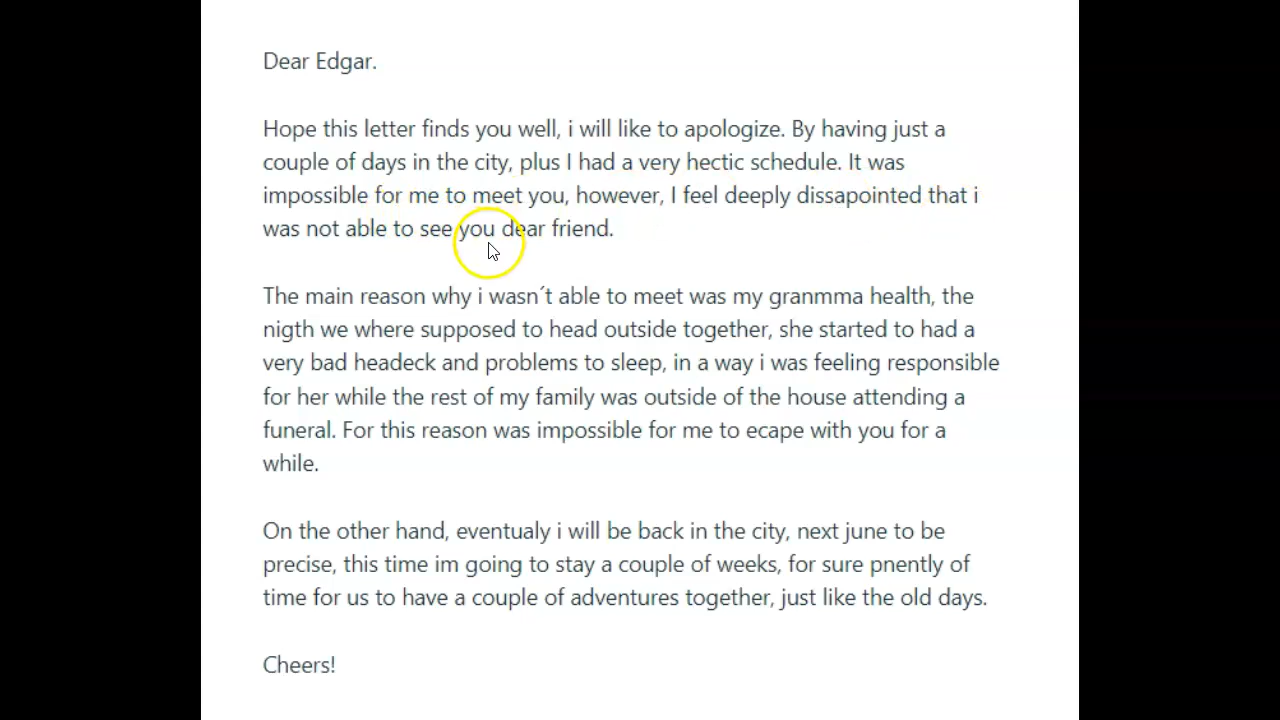 Dear Edgar.
Hope this letter finds you well, i will like to apologize. By having just a
couple of days in the city, plus I had a very hectic schedule. It was
impossible for me to meet you, however, I feel deeply dissapointed that i
was not able to see you dear friend.
The main reason why i wasn´t able to meet was my granmma health, the
nigth we where supposed to head outside together, she started to had a
very bad headeck and problems to sleep, in a way i was feeling responsible
for her while the rest of my family was outside of the house attending a
funeral. For this reason was impossible for me to ecape with you for a
while.
On the other hand, eventualy i will be back in the city, next june to be
precise, this time im going to stay a couple of weeks, for sure pnently of
time for us to have a couple of adventures together, just like the old days.
Cheers!